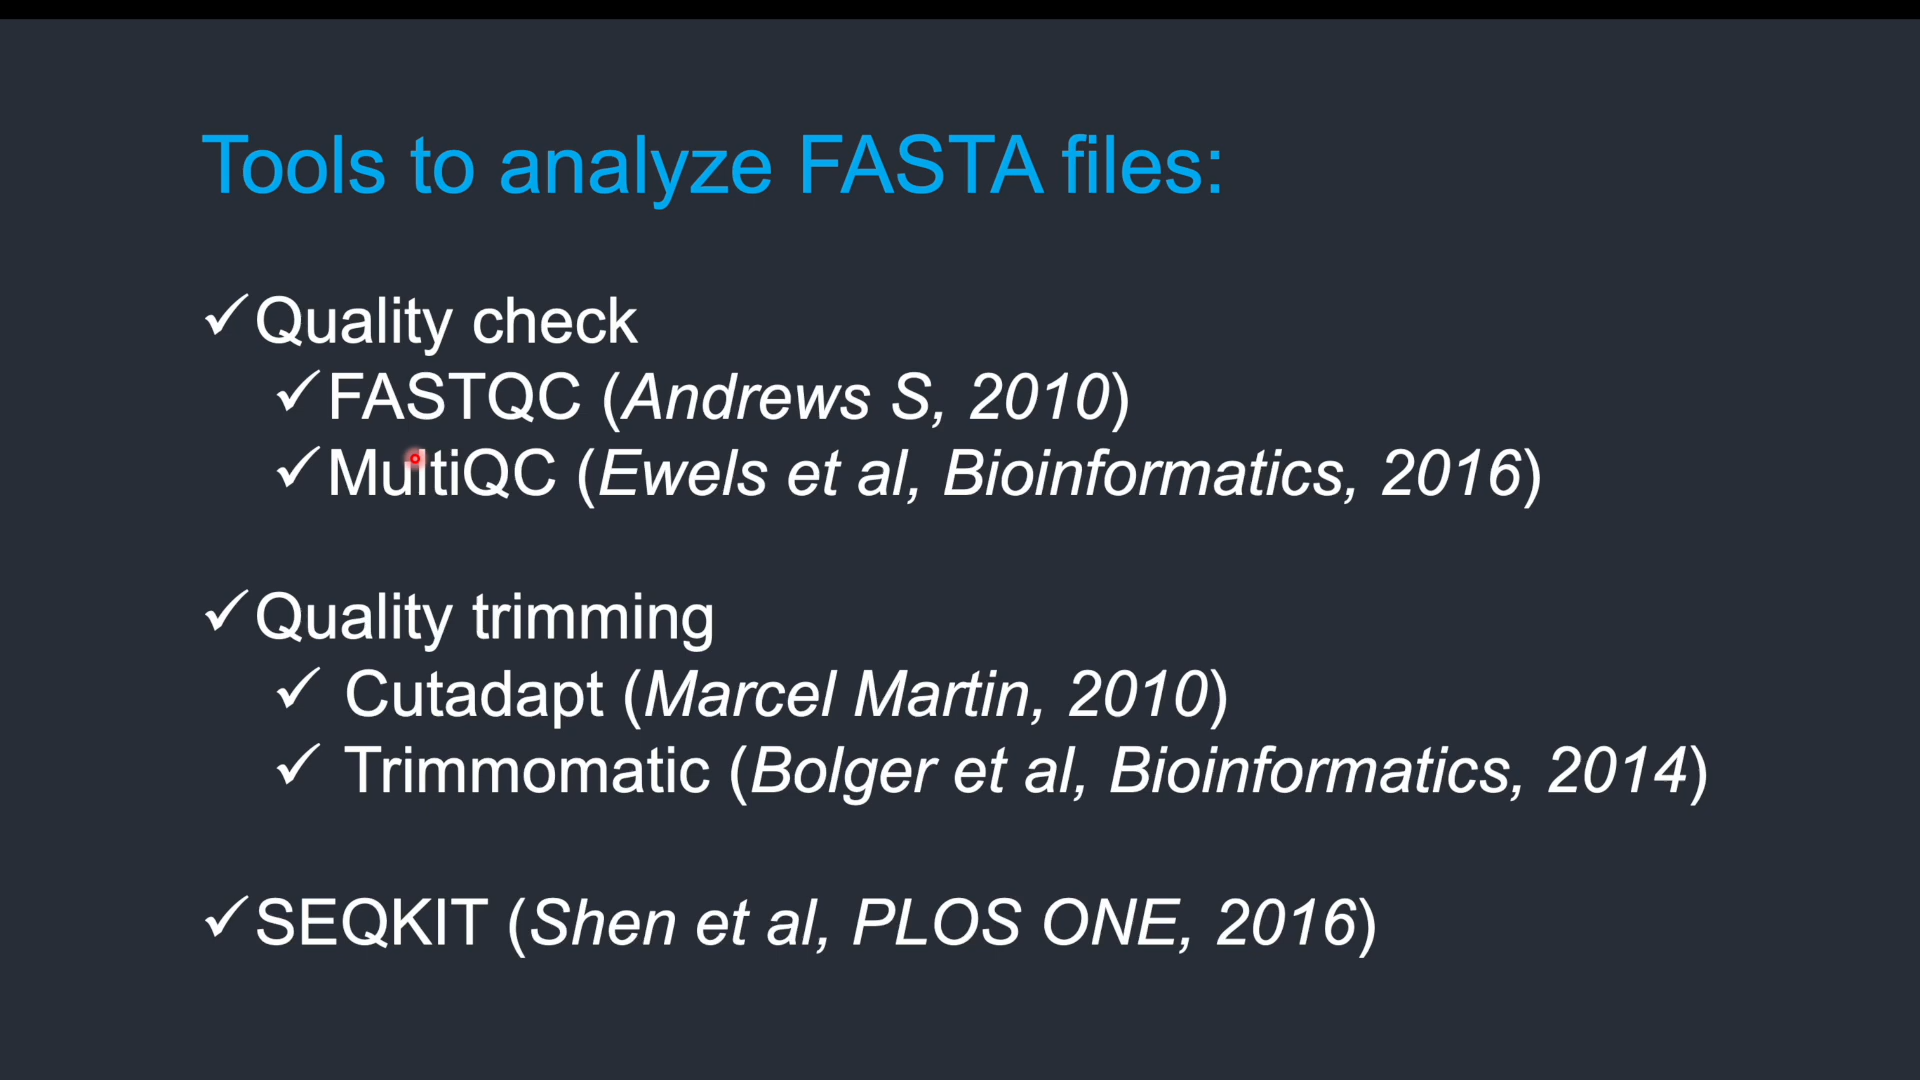 Tools to analyze FASTA files:
✓Quality check
✓FASTQC (Andrews S, 2010)
✓MultiQC (Ewels et al, Bioinformatics, 2016)
✓Quality trimming
✓ Cutadapt (Marcel Martin, 2010)
✓ Trimmomatic (Bolger et al, Bioinformatics, 2014)
✓SEQKIT (Shen et al, PLOS ONE, 2016)